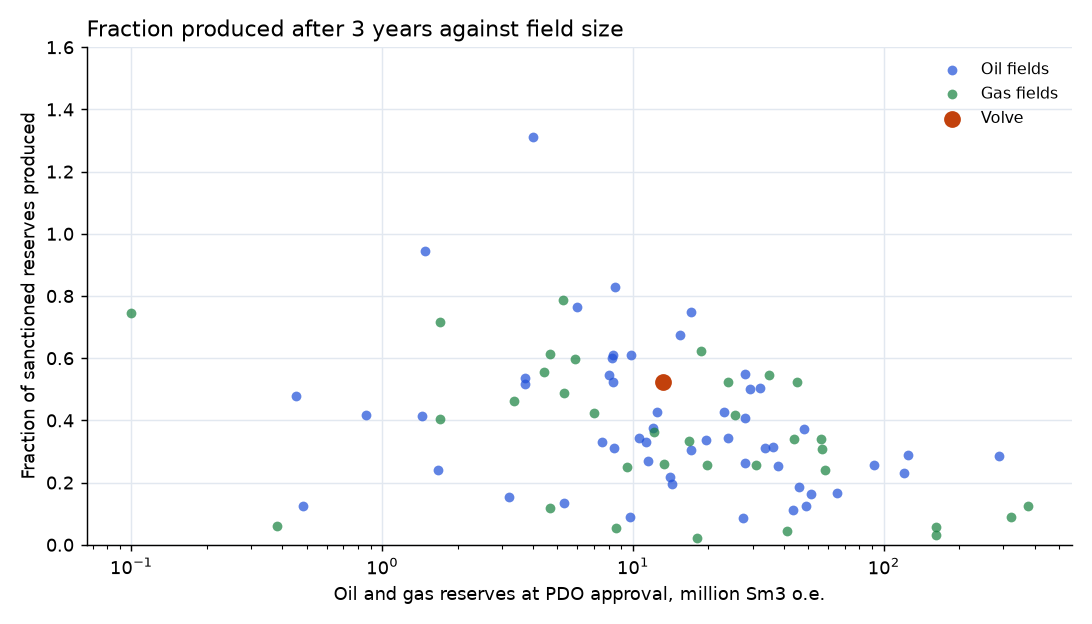 Fraction produced after 3 years against field size
Fraction of sanctioned reserves produced
1.6
1.4
1.2
1.0
0.8
0.6
0.4
0.2
0.0
Oil fields
Gas fields
Volve
10⁻¹
10⁰
10¹
10²
Oil and gas reserves at PDO approval, million Sm3 o.e.